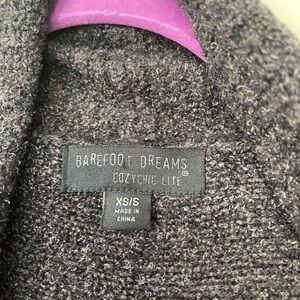 BAREFOOT DREAMS®
COZYCHIC LITE
XS/S
MADE IN
CHINA